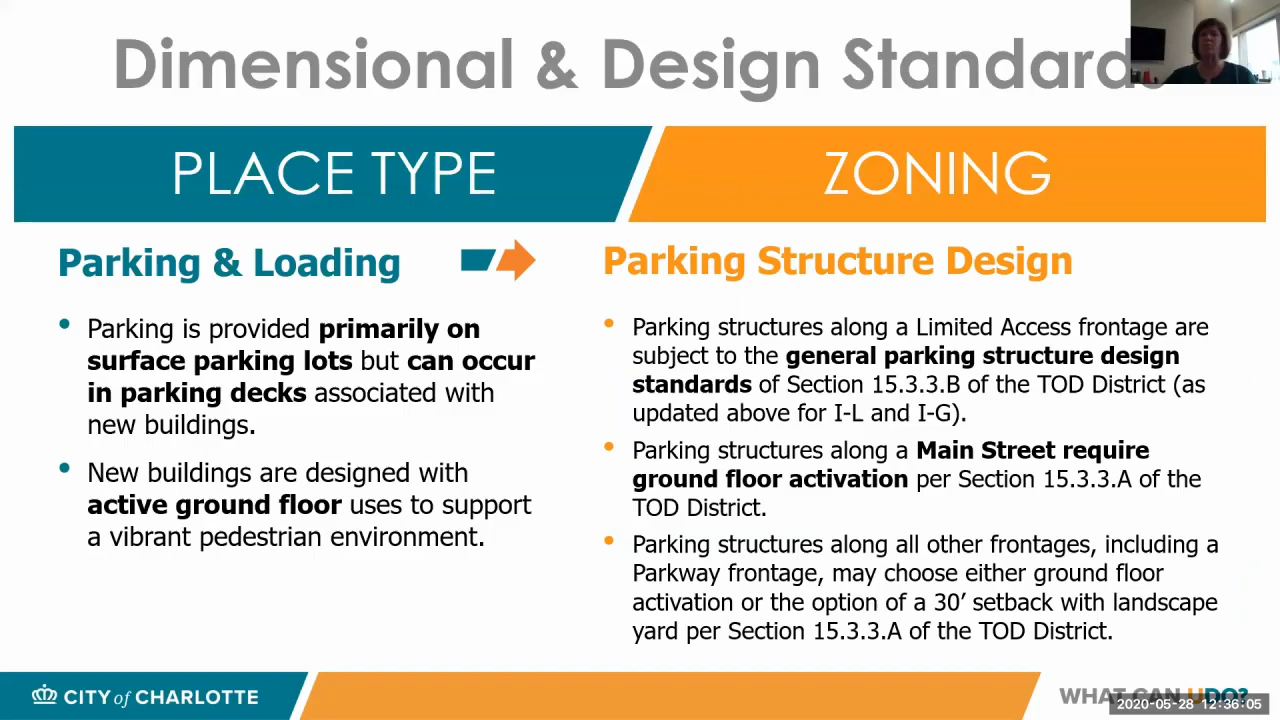 Dimensional & Design Standards
PLACE TYPE
ZONING
Parking & Loading
• Parking is provided primarily on
surface parking lots but can occur
in parking decks associated with
new buildings.
• New buildings are designed with
active ground floor uses to support
a vibrant pedestrian environment.
Parking Structure Design
• Parking structures along a Limited Access frontage are
subject to the general parking structure design
standards of Section 15.3.3.B of the TOD District (as
updated above for I-L and I-G).
• Parking structures along a Main Street require
ground floor activation per Section 15.3.3.A of the
TOD District.
• Parking structures along all other frontages, including a
Parkway frontage, may choose either ground floor
activation or the option of a 30’ setback with landscape
yard per Section 15.3.3.A of the TOD District.
CITY of CHARLOTTE
WHAT CAN UDO?
2020-05-28 12:36:05